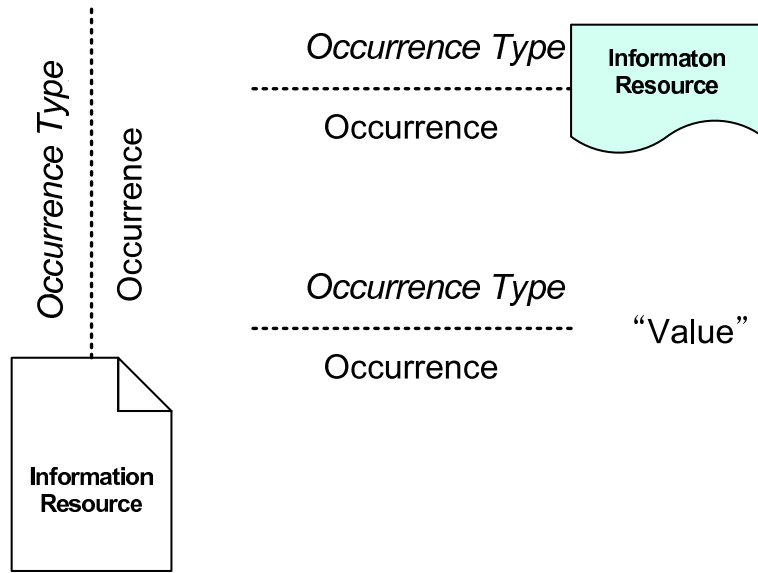 Occurrence Type
Occurrence
Information
Resource
Occurrence Type
Occurrence
Informaton
Resource
Occurrence Type
Occurrence
“Value”